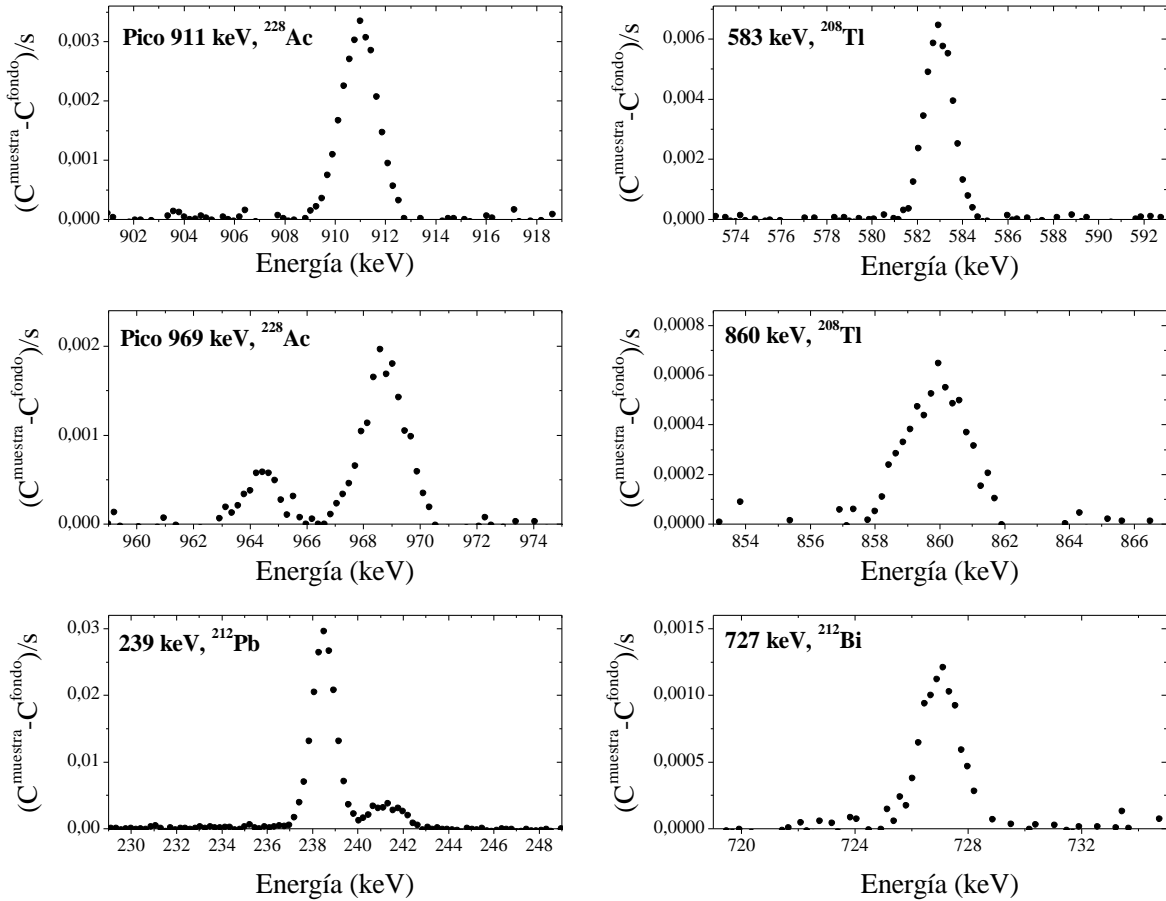 Pico 911 keV, ²²⁸Ac
((Cᵐᵘᵉˢᵗʳᵃ-Cᶠᵒⁿᵈᵒ)/s
0,003
0,002
0,001
0,000
902 904 906 908 910 912 914 916 918
Energía (keV)
583 keV, ²⁰⁸Tl
((Cᵐᵘᵉˢᵗʳᵃ-Cᶠᵒⁿᵈᵒ)/s
0,006
0,004
0,002
0,000
574 576 578 580 582 584 586 588 590 592
Energía (keV)
Pico 969 keV, ²²⁸Ac
((Cᵐᵘᵉˢᵗʳᵃ-Cᶠᵒⁿᵈᵒ)/s
0,002
0,001
0,000
960 962 964 966 968 970 972 974
Energía (keV)
860 keV, ²⁰⁸Tl
((Cᵐᵘᵉˢᵗʳᵃ-Cᶠᵒⁿᵈᵒ)/s
0,0008
0,0006
0,0004
0,0002
0,0000
854 856 858 860 862 864 866
Energía (keV)
239 keV, ²¹²Pb
((Cᵐᵘᵉˢᵗʳᵃ-Cᶠᵒⁿᵈᵒ)/s
0,03
0,02
0,01
0,00
230 232 234 236 238 240 242 244 246 248
Energía (keV)
727 keV, ²¹²Bi
((Cᵐᵘᵉˢᵗʳᵃ-Cᶠᵒⁿᵈᵒ)/s
0,0015
0,0010
0,0005
0,0000
720 724 728 732
Energía (keV)